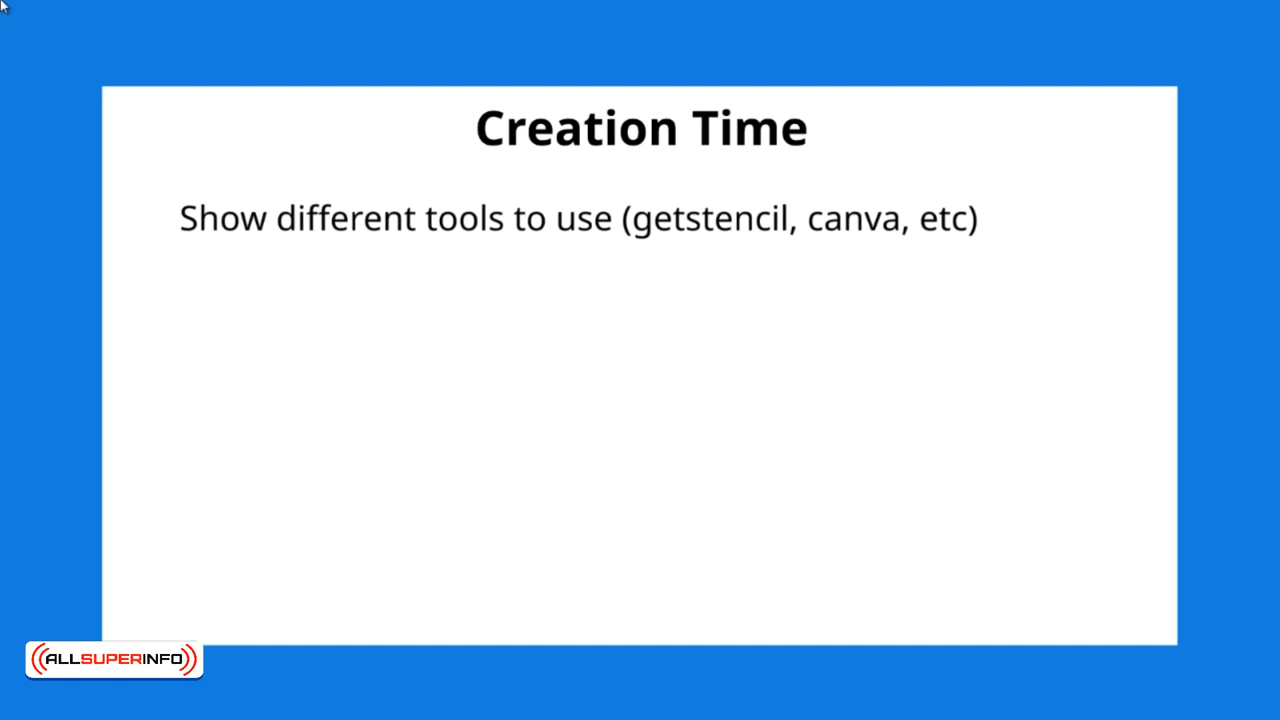 Creation Time
Show different tools to use (getstencil, canva, etc)
ALLSUPERINFO